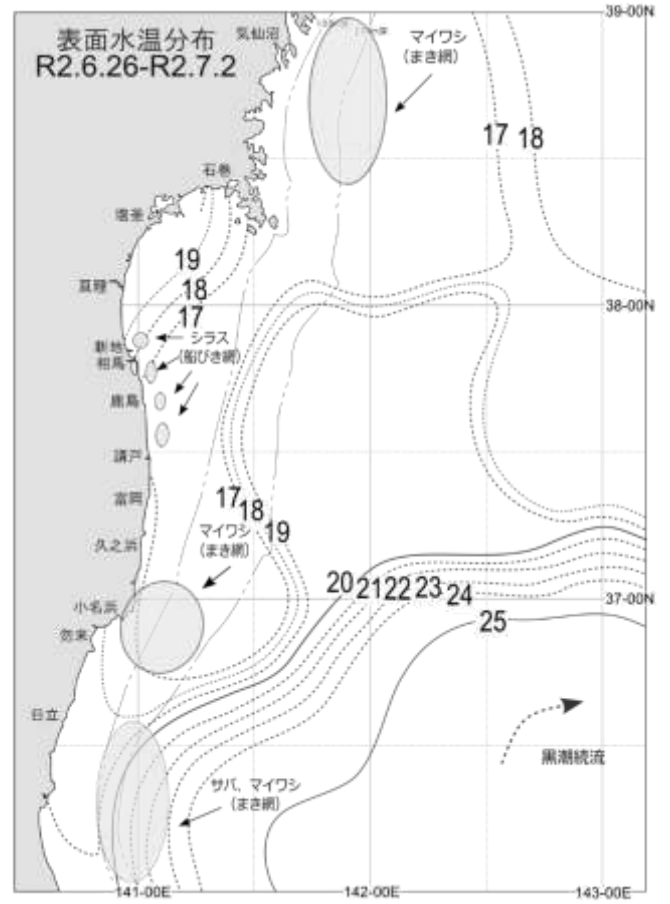 表面水温分布
R2.6.26-R2.7.2
39-00N
気仙沼
マイワシ
(まき網)
17
18
石巻
塩釜
19
18
17
亘理
38-00N
シラス
(船びき網)
新地
相馬
鹿島
請戸
富岡
17
18
19
マイワシ
(まき網)
久之浜
20
21
22
23
24
25
小名浜
37-00N
勿来
日立
黒潮続流
サバ、マイワシ
(まき網)
141-00E
142-00E
143-00E